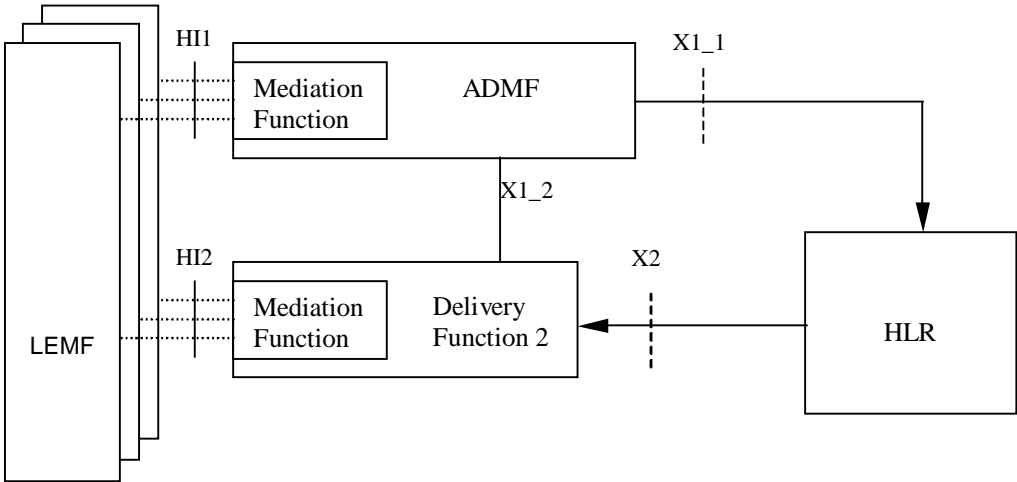 HI1
X1_1
Mediation
Function
ADMF
X1_2
HI2
X2
Mediation
Function
Delivery
Function 2
LEMF
HLR